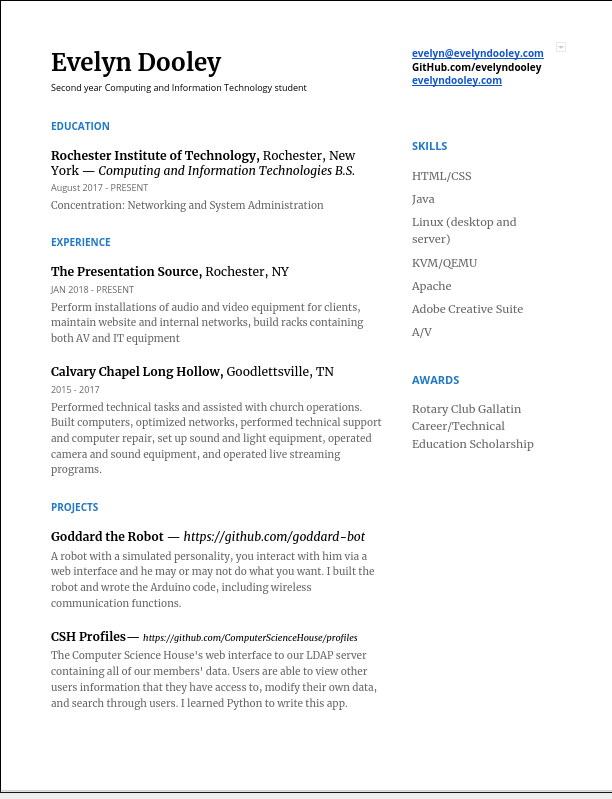 Evelyn Dooley
Second year Computing and Information Technology student
evelyn@evelyndooley.com
GitHub.com/evelyndooley
evelyndooley.com
EDUCATION
Rochester Institute of Technology, Rochester, New
York — Computing and Information Technologies B.S.
August 2017 - PRESENT
Concentration: Networking and System Administration
EXPERIENCE
The Presentation Source, Rochester, NY
JAN 2018 - PRESENT
Perform installations of audio and video equipment for clients,
maintain website and internal networks, build racks containing
both AV and IT equipment
Calvary Chapel Long Hollow, Goodlettsville, TN
2015 - 2017
Performed technical tasks and assisted with church operations.
Built computers, optimized networks, performed technical support
and computer repair, set up sound and light equipment, operated
camera and sound equipment, and operated live streaming
programs.
PROJECTS
Goddard the Robot — https://github.com/goddard-bot
A robot with a simulated personality, you interact with him via a
web interface and he may or may not do what you want. I built the
robot and wrote the Arduino code, including wireless
communication functions.
CSH Profiles— https://github.com/ComputerScienceHouse/profiles
The Computer Science House's web interface to our LDAP server
containing all of our members' data. Users are able to view other
users information that they have access to, modify their own data,
and search through users. I learned Python to write this app.
SKILLS
HTML/CSS
Java
Linux (desktop and
server)
KVM/QEMU
Apache
Adobe Creative Suite
A/V
AWARDS
Rotary Club Gallatin
Career/Technical
Education Scholarship